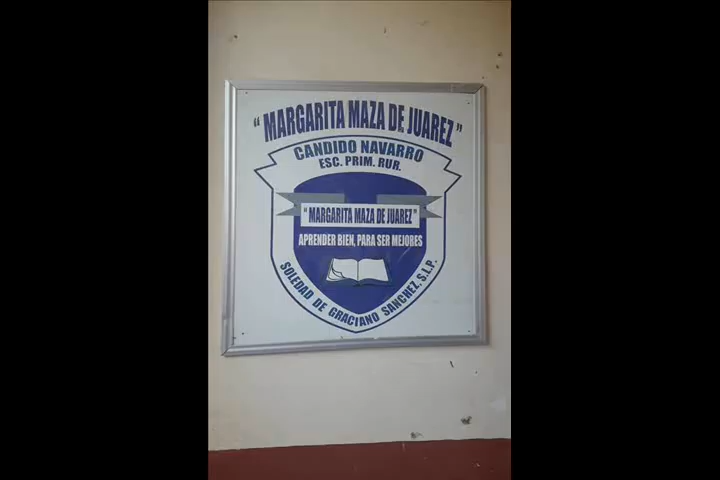 "MARGARITA MAZA DE JUAREZ"
CANDIDO NAVARRO
ESC. PRIM. RUR.
"MARGARITA MAZA DE JUAREZ"
APRENDER BIEN, PARA SER MEJORES
SOLEDAD DE GRACIANO SANCHEZ, S.L.P.